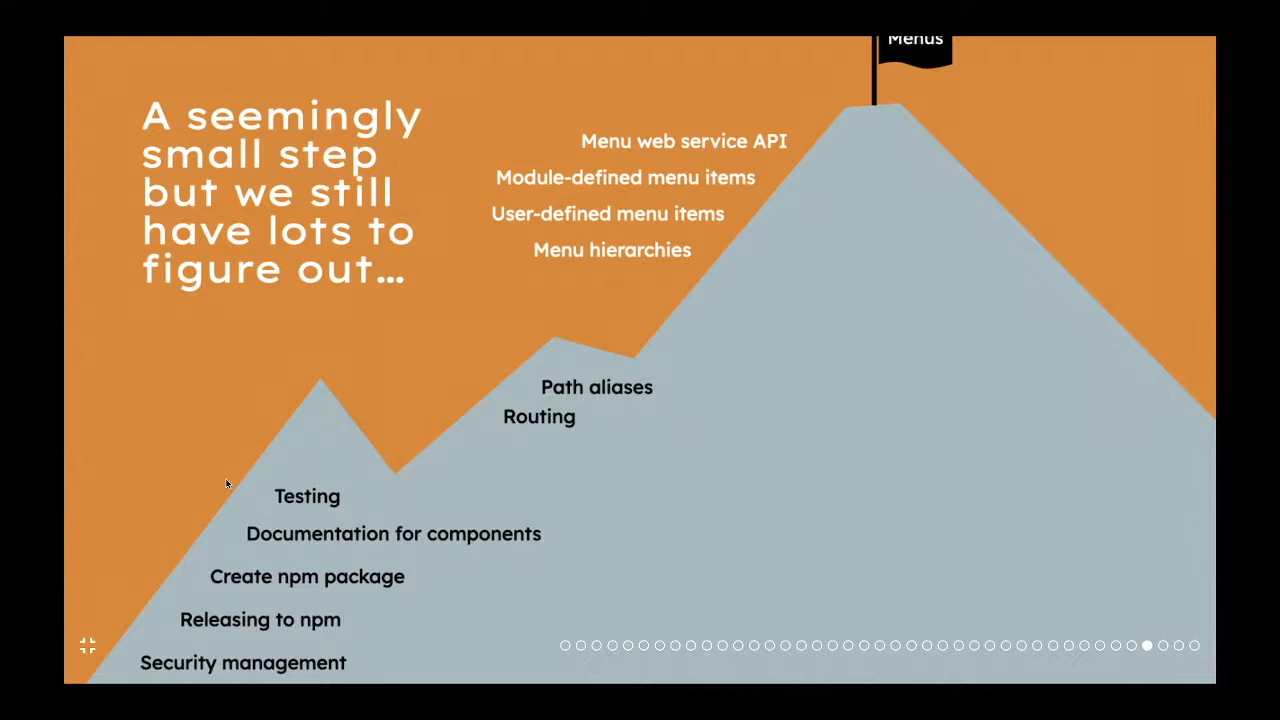 Menus
A seemingly
small step
but we still
have lots to
figure out...
Menu web service API
Module-defined menu items
User-defined menu items
Menu hierarchies
Path aliases
Routing
Testing
Documentation for components
Create npm package
Releasing to npm
Security management